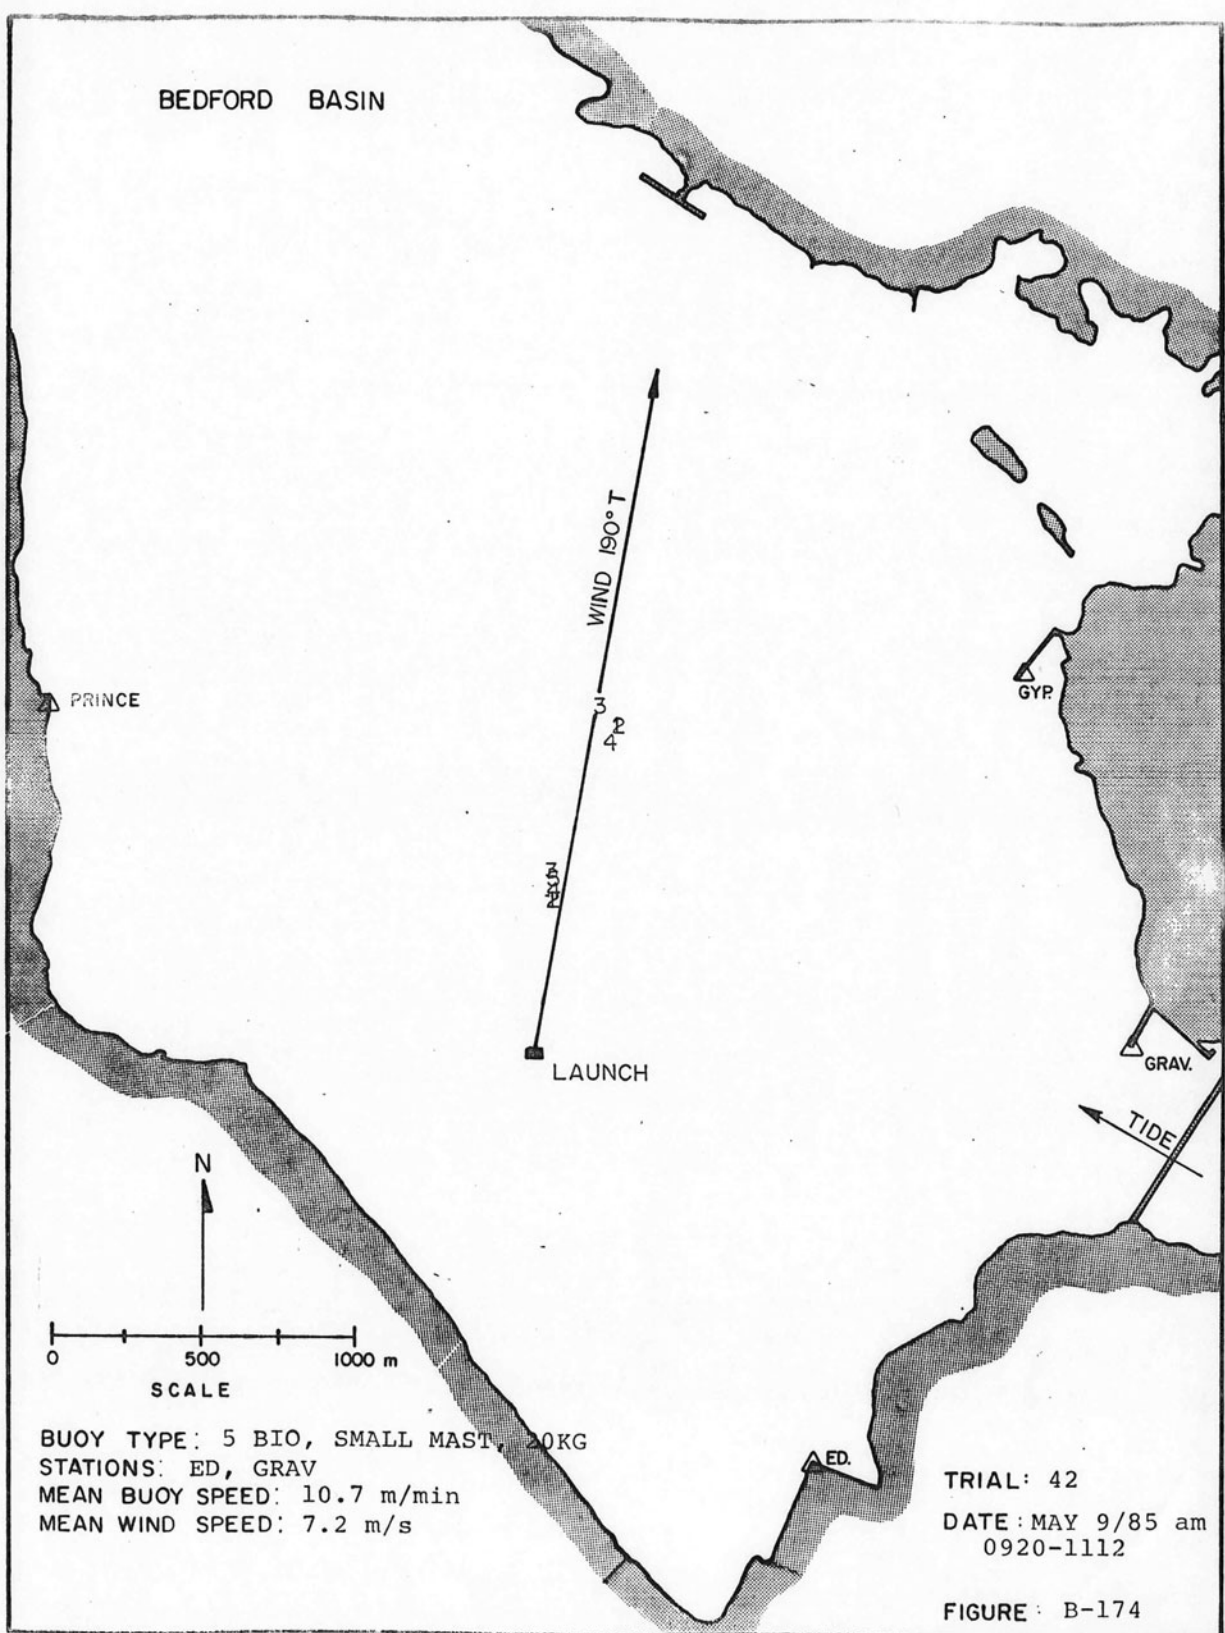 BEDFORD BASIN
WIND 190°T
PRINCE
GYP.
3
2
4
LAUNCH
GRAV.
TIDE
N
0 500 1000 m
SCALE
BUOY TYPE: 5 BIO, SMALL MAST, 20KG
STATIONS: ED, GRAV
MEAN BUOY SPEED: 10.7 m/min
MEAN WIND SPEED: 7.2 m/s
ED.
TRIAL: 42
DATE: MAY 9/85 am
0920-1112
FIGURE: B-174